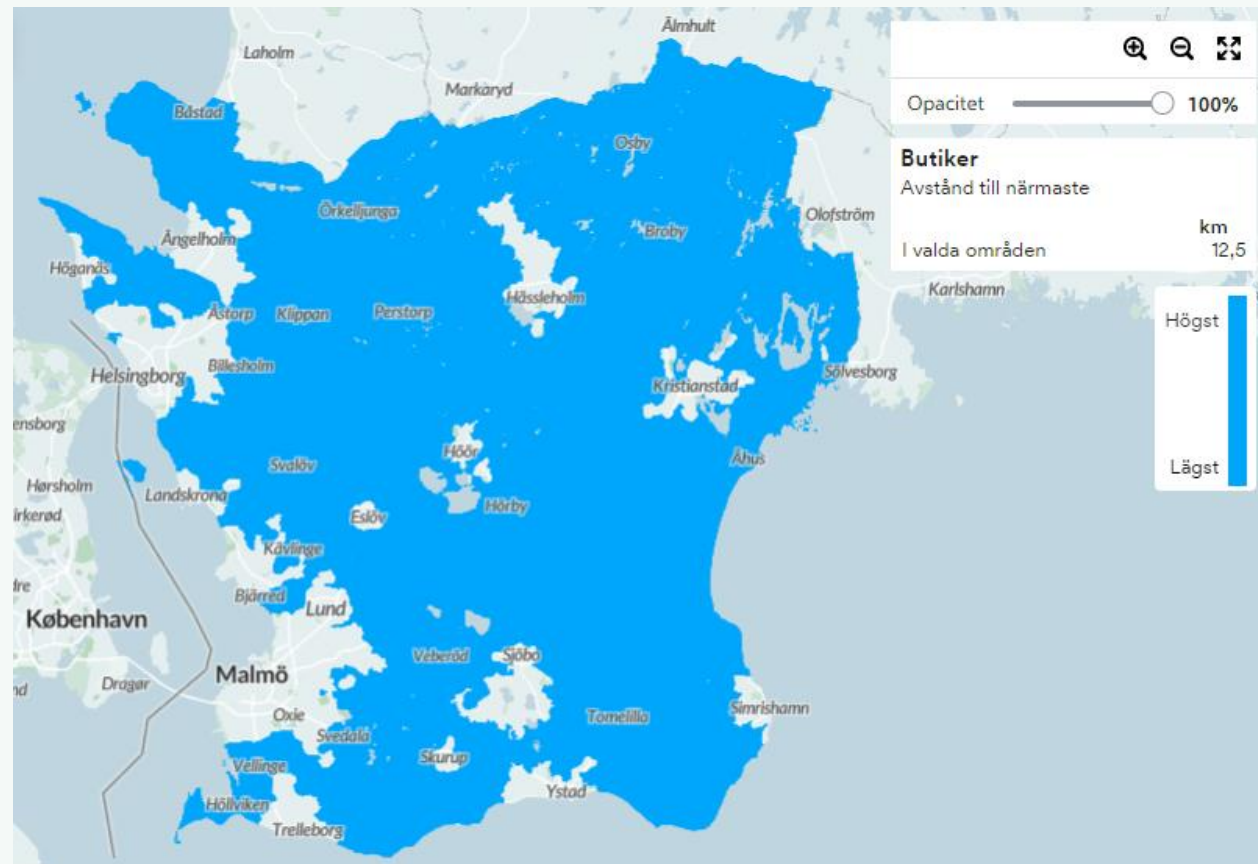 Älmhult
Laholm
Markaryd
Båstad
Osby
Örkelljunga
Olofström
Ängelholm
Broby
Höganäs
Karlshamn
Hässleholm
Åstorp
Klippan
Perstorp
Billesholm
Helsingborg
Sölvesborg
Kristianstad
ensborg
Höör
Åhus
Svalöv
Hørsholm
Landskrona
Hörby
irkerød
Eslöv
Kävlinge
dre
Bjärred
Lund
København
Veberöd
Sjöbo
Malmö
Dragør
nd
Simrishamn
Oxie
Tomelilla
Svedala
Skurup
Vellinge
Ystad
Höllviken
Trelleborg
Opacitet 100%
Butiker
Avstånd till närmaste
km
I valda områden 12,5
Högst
Lägst